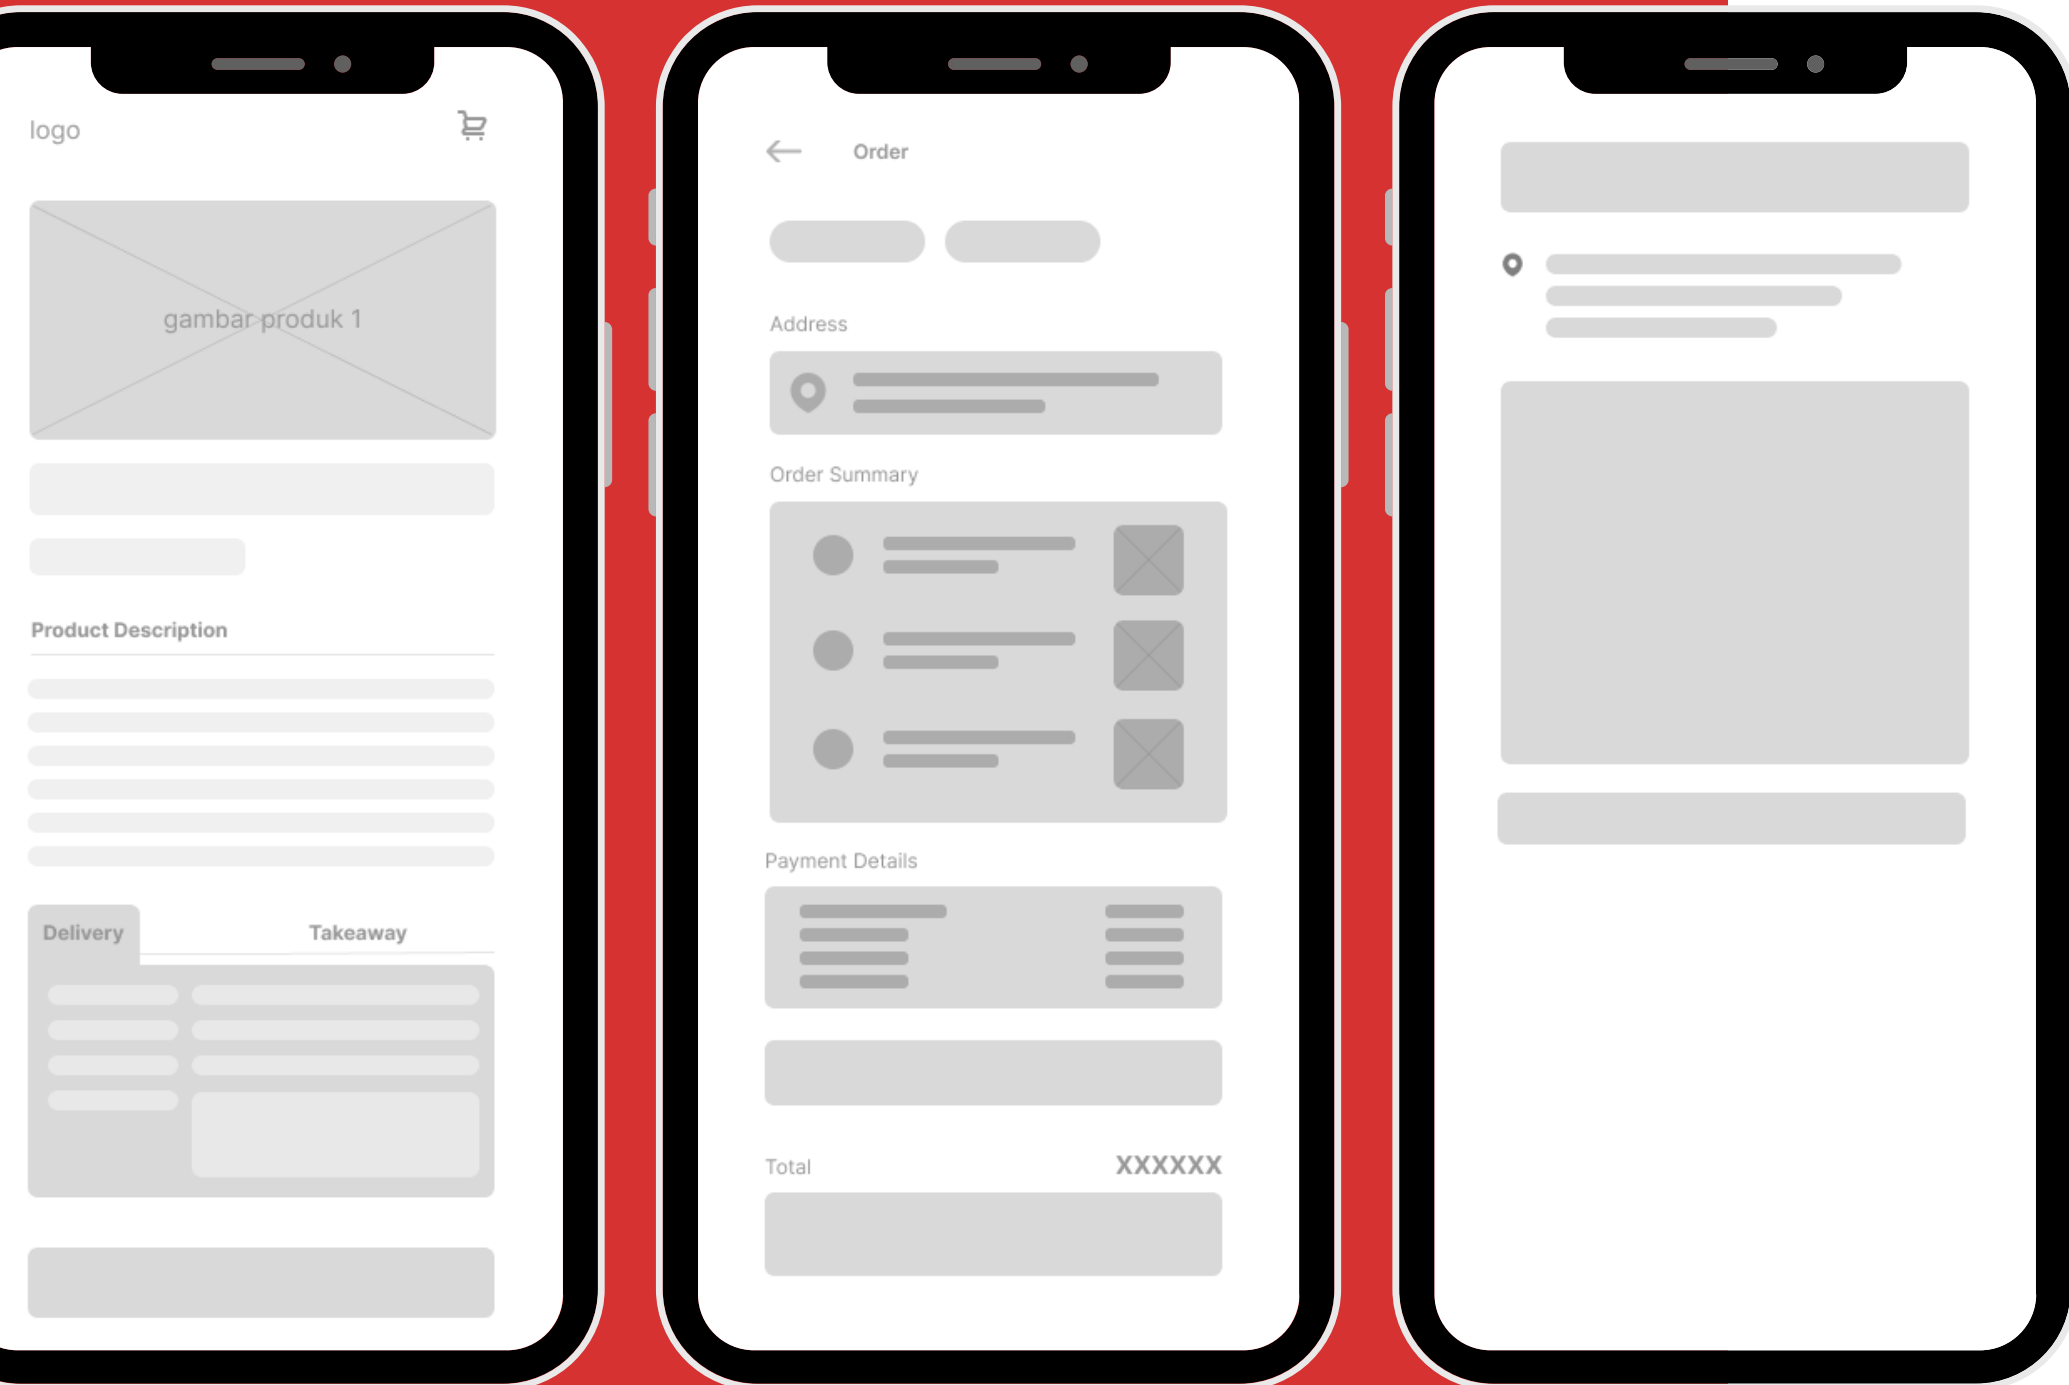 logo
gambar produk 1
Product Description
Delivery
Takeaway
Order
Address
Order Summary
Payment Details
Total
XXXXXX